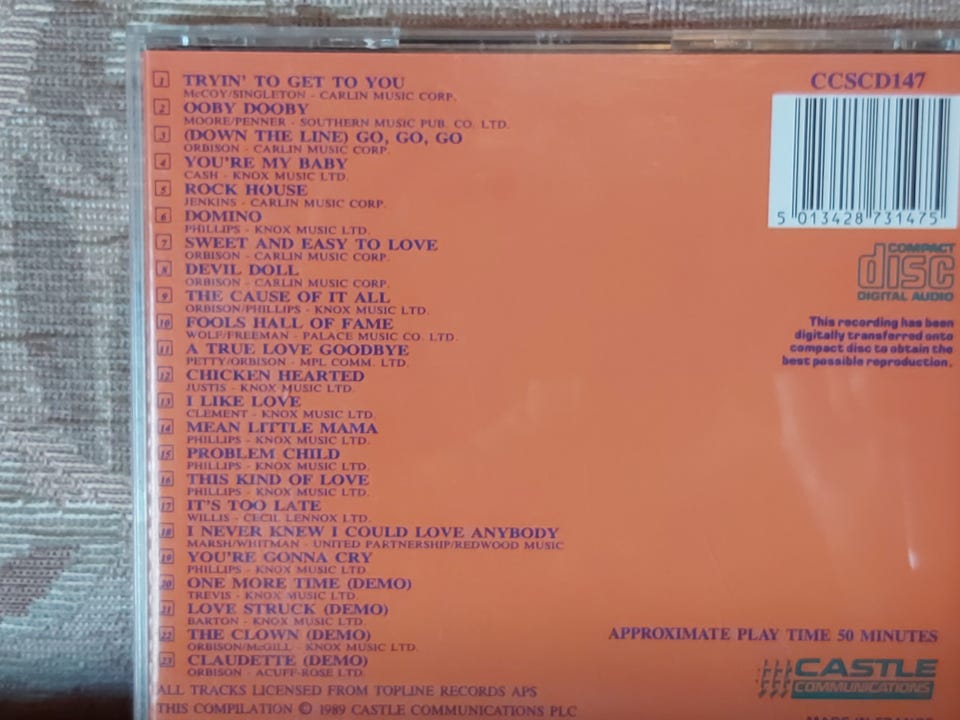 1 TRYIN' TO GET TO YOU
McCOY/SINGLETON - CARLIN MUSIC CORP.
2 OOBY DOOBY
MOORE/PENNER - SOUTHERN MUSIC PUB. CO. LTD.
3 (DOWN THE LINE) GO, GO, GO
ORBISON - CARLIN MUSIC CORP.
4 YOU'RE MY BABY
CASH - KNOX MUSIC LTD.
5 ROCK HOUSE
JENKINS - CARLIN MUSIC CORP.
6 DOMINO
PHILLIPS - KNOX MUSIC LTD.
7 SWEET AND EASY TO LOVE
ORBISON - CARLIN MUSIC CORP.
8 DEVIL DOLL
ORBISON - CARLIN MUSIC CORP.
9 THE CAUSE OF IT ALL
ORBISON/PHILLIPS - KNOX MUSIC LTD.
10 FOOLS HALL OF FAME
WOLF/FREEMAN - PALACE MUSIC CO. LTD.
11 A TRUE LOVE GOODBYE
PETTY/ORBISON - MPL COMM. LTD.
12 CHICKEN HEARTED
JUSTIS - KNOX MUSIC LTD.
13 I LIKE LOVE
CLEMENT - KNOX MUSIC LTD.
14 MEAN LITTLE MAMA
PHILLIPS - KNOX MUSIC LTD.
15 PROBLEM CHILD
PHILLIPS - KNOX MUSIC LTD.
16 THIS KIND OF LOVE
PHILLIPS - KNOX MUSIC LTD.
17 IT'S TOO LATE
WILLIS - CECIL LENNOX LTD.
18 I NEVER KNEW I COULD LOVE ANYBODY
MARSH/WHITMAN - UNITED PARTNERSHIP/REDWOOD MUSIC
19 YOU'RE GONNA CRY
PHILLIPS - KNOX MUSIC LTD.
20 ONE MORE TIME (DEMO)
TREVIS - KNOX MUSIC LTD.
21 LOVE STRUCK (DEMO)
BARTON - KNOX MUSIC LTD.
22 THE CLOWN (DEMO)
ORBISON/McGILL - KNOX MUSIC LTD.
23 CLAUDETTE (DEMO)
ORBISON - ACUFF-ROSE LTD.
ALL TRACKS LICENSED FROM TOPLINE RECORDS APS
THIS COMPILATION © 1989 CASTLE COMMUNICATIONS PLC
CCSCD147
5 013428 731475
COMPACT
disc
DIGITAL AUDIO
This recording has been
digitally transferred onto
compact disc to obtain the
best possible reproduction.
APPROXIMATE PLAY TIME 50 MINUTES
CASTLE
COMMUNICATIONS
MADE IN FRANCE